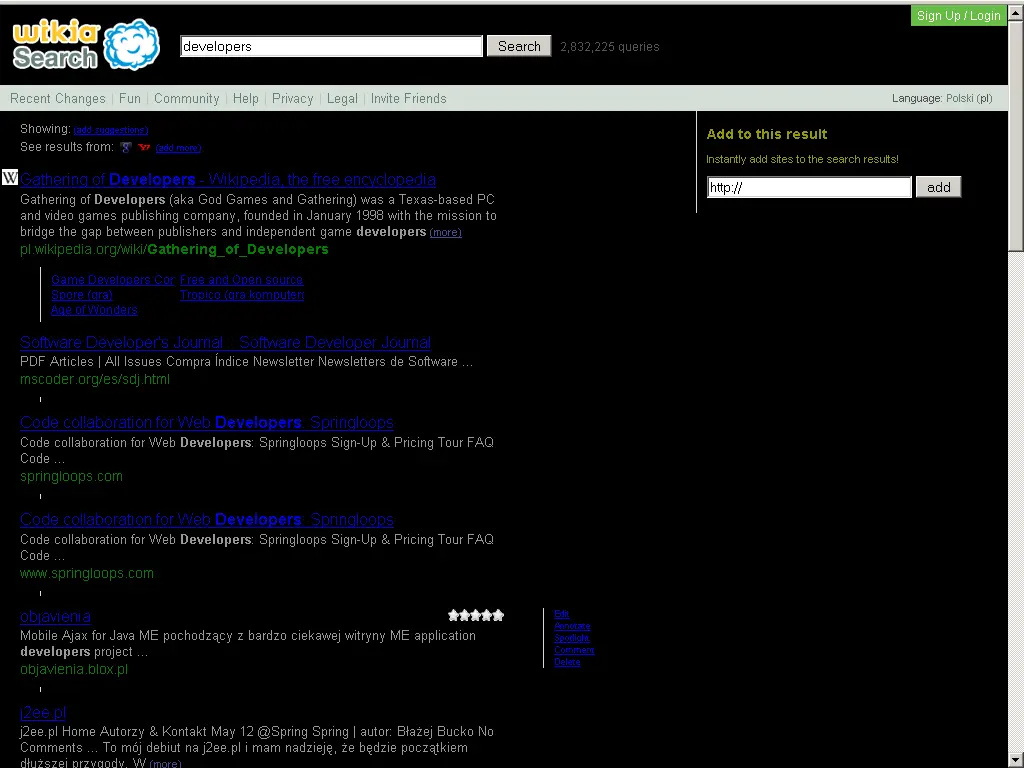 Sign Up / Login
wikia Search
developers
Search
2,832,225 queries
Recent Changes | Fun | Community | Help | Privacy | Legal | Invite Friends
Language: Polski (pl)
Showing: (add suggestions)
See results from: (add more)
Add to this result
Instantly add sites to the search results!
http://
add
W
Gathering of Developers - Wikipedia, the free encyclopedia
Gathering of Developers (aka God Games and Gathering) was a Texas-based PC
and video games publishing company, founded in January 1998 with the mission to
bridge the gap between publishers and independent game developers (more)
pl.wikipedia.org/wiki/Gathering_of_Developers
Game Developers Cor Free and Open source
Spore (gra) Tropico (gra komputer)
Age of Wonders
Software Developer's Journal - Software Developer Journal
PDF Articles | All Issues Compra Índice Newsletter Newsletters de Software ...
mscoder.org/es/sdj.html
Code collaboration for Web Developers: Springloops
Code collaboration for Web Developers: Springloops Sign-Up & Pricing Tour FAQ
Code ...
springloops.com
Code collaboration for Web Developers: Springloops
Code collaboration for Web Developers: Springloops Sign-Up & Pricing Tour FAQ
Code ...
www.springloops.com
objavienia
Mobile Ajax for Java ME pochodzący z bardzo ciekawej witryny ME application
developers project ...
objavienia.blox.pl
Edit
Annotate
Spotlight
Comment
Delete
j2ee.pl
j2ee.pl Home Autorzy & Kontakt May 12 @Spring Spring | autor: Błażej Bucko No
Comments ... To mój debiut na j2ee.pl i mam nadzieję, że będzie początkiem
dłuższej przygody. W (more)